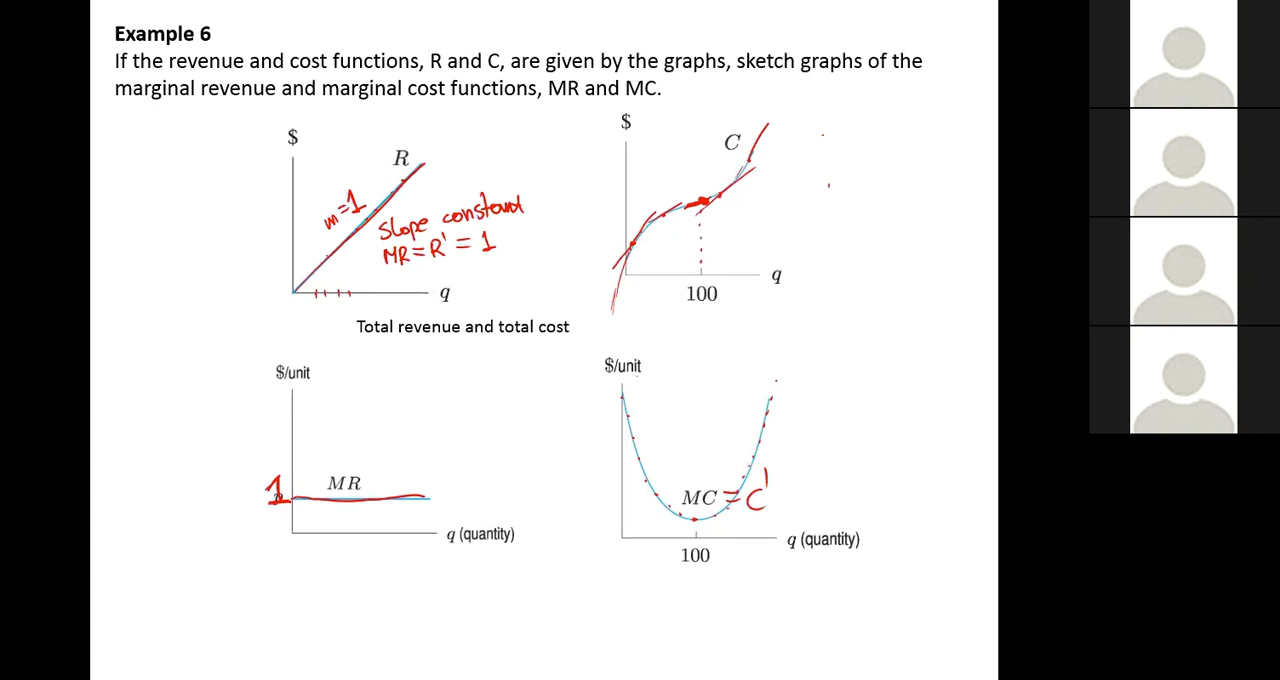 Example 6
If the revenue and cost functions, R and C, are given by the graphs, sketch graphs of the
marginal revenue and marginal cost functions, MR and MC.
$
R
m=1
slope constant
MR=R'=1
q
$
C
100
q
Total revenue and total cost
$/unit
1
MR
q (quantity)
$/unit
MC = C'
100
q (quantity)